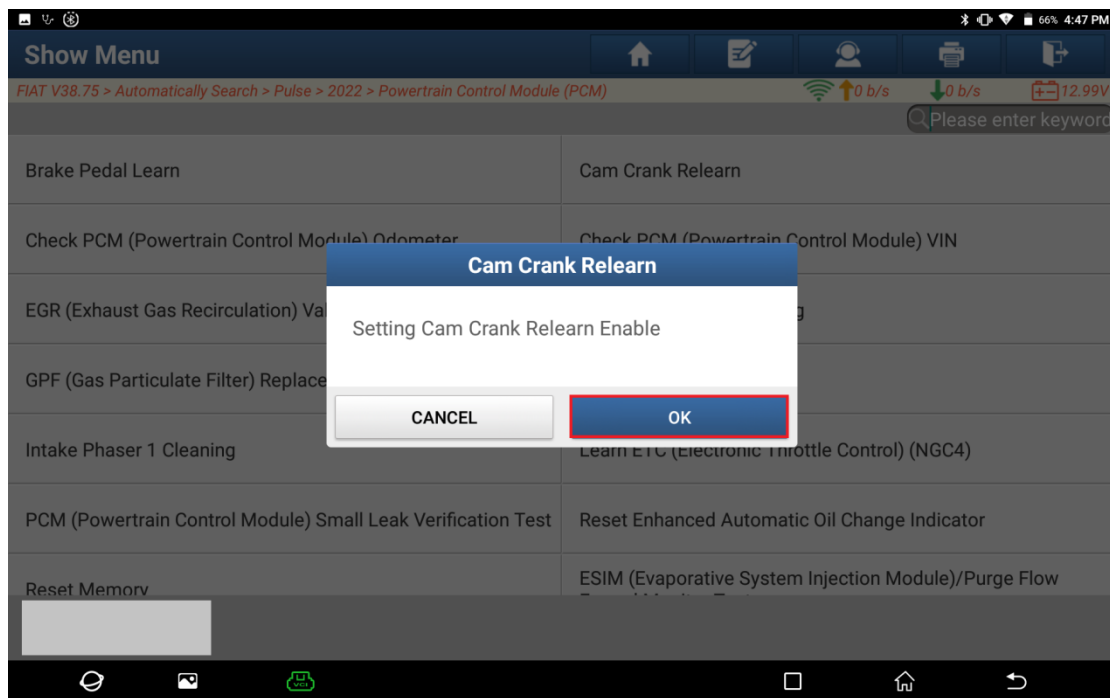 66% 4:47 PM
Show Menu
FIAT V38.75 > Automatically Search > Pulse > 2022 > Powertrain Control Module (PCM) 0 b/s 0 b/s 12.99V
Please enter keyword
Brake Pedal Learn
Cam Crank Relearn
Check PCM (Powertrain Control Module) Odometer
Check PCM (Powertrain Control Module) VIN
EGR (Exhaust Gas Recirculation) Va
g
GPF (Gas Particulate Filter) Replace
Cam Crank Relearn
Setting Cam Crank Relearn Enable
CANCEL
OK
Intake Phaser 1 Cleaning
Learn ETC (Electronic Throttle Control) (NGC4)
PCM (Powertrain Control Module) Small Leak Verification Test
Reset Enhanced Automatic Oil Change Indicator
Reset Memory
ESIM (Evaporative System Injection Module)/Purge Flow
VCI